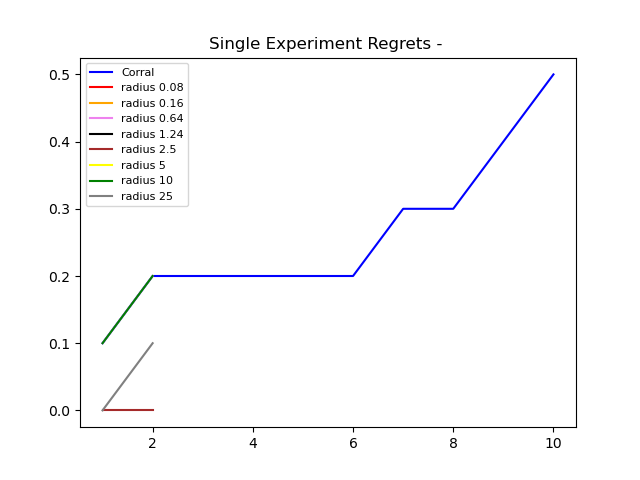 Single Experiment Regrets -
Corral
radius 0.08
radius 0.16
radius 0.64
radius 1.24
radius 2.5
radius 5
radius 10
radius 25
0.5
0.4
0.3
0.2
0.1
0.0
2 4 6 8 10